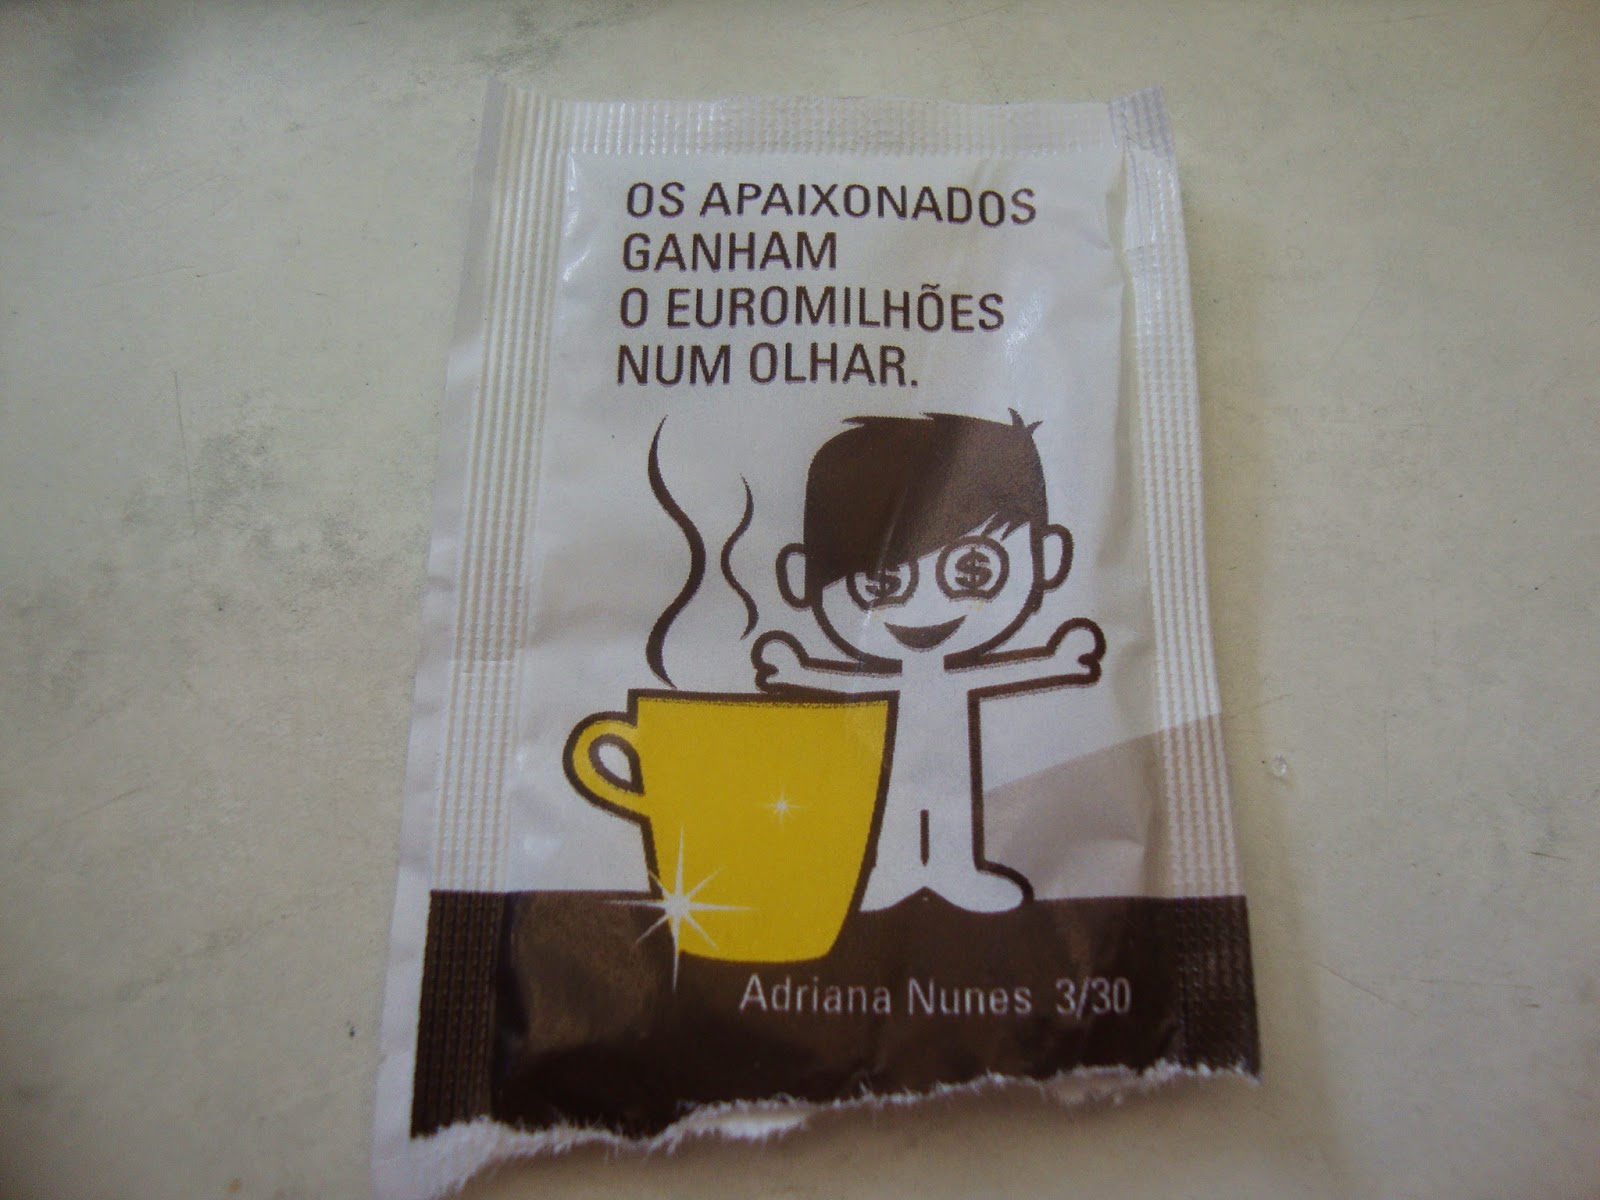 OS APAIXONADOS
GANHAM
O EUROMILHÕES
NUM OLHAR.
$ $
Adriana Nunes 3/30